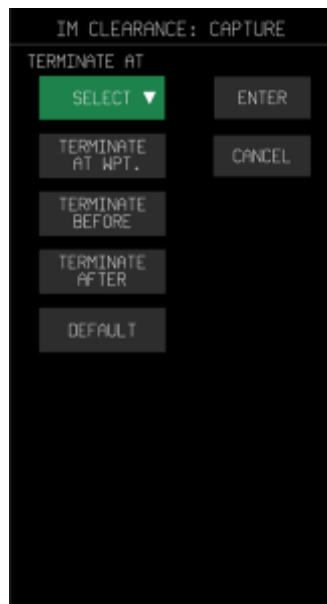 IM CLEARANCE: CAPTURE
TERMINATE AT
SELECT ▼
ENTER
TERMINATE
AT WPT.
CANCEL
TERMINATE
BEFORE
TERMINATE
AFTER
DEFAULT